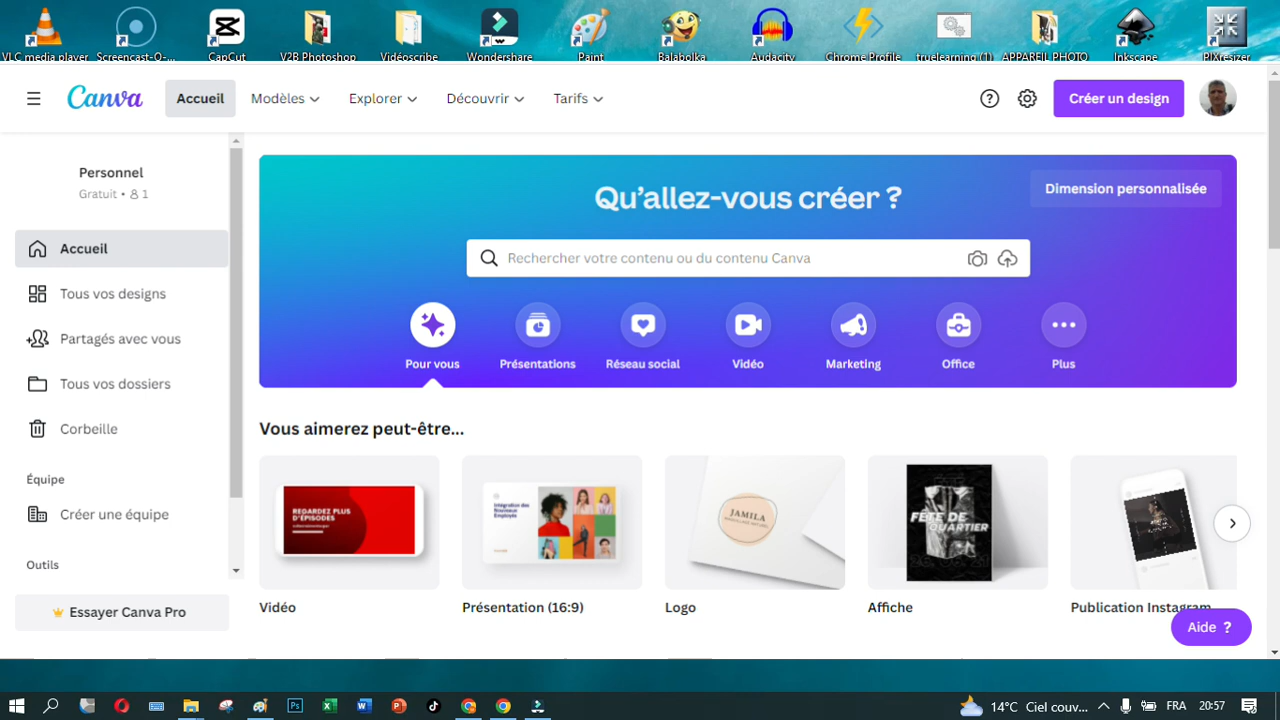 VLC media player
Screencast-O-...
CapCut
V2B Photoshop
Vidéoscribe
Wondershare
Paint
Balabolka
Audacity
Chrome Profile
truelearning (1)
APPAREIL PHOTO
Inkscape
PIXresizer
Canva
Accueil
Modèles
Explorer
Découvrir
Tarifs
Créer un design
Personnel
Gratuit • 1
Accueil
Tous vos designs
Partagés avec vous
Tous vos dossiers
Corbeille
Équipe
Créer une équipe
Outils
Essayer Canva Pro
Qu'allez-vous créer ?
Dimension personnalisée
Rechercher votre contenu ou du contenu Canva
Pour vous
Présentations
Réseau social
Vidéo
Marketing
Office
Plus
Vous aimerez peut-être...
REGARDEZ PLUS
D'ÉPISODES
Intégration des
Nouveaux
Employés
JAMILA
FÊTE DE
QUARTIER
Vidéo
Présentation (16:9)
Logo
Affiche
Publication Instagram
Aide ?
14°C Ciel couv...
FRA
20:57